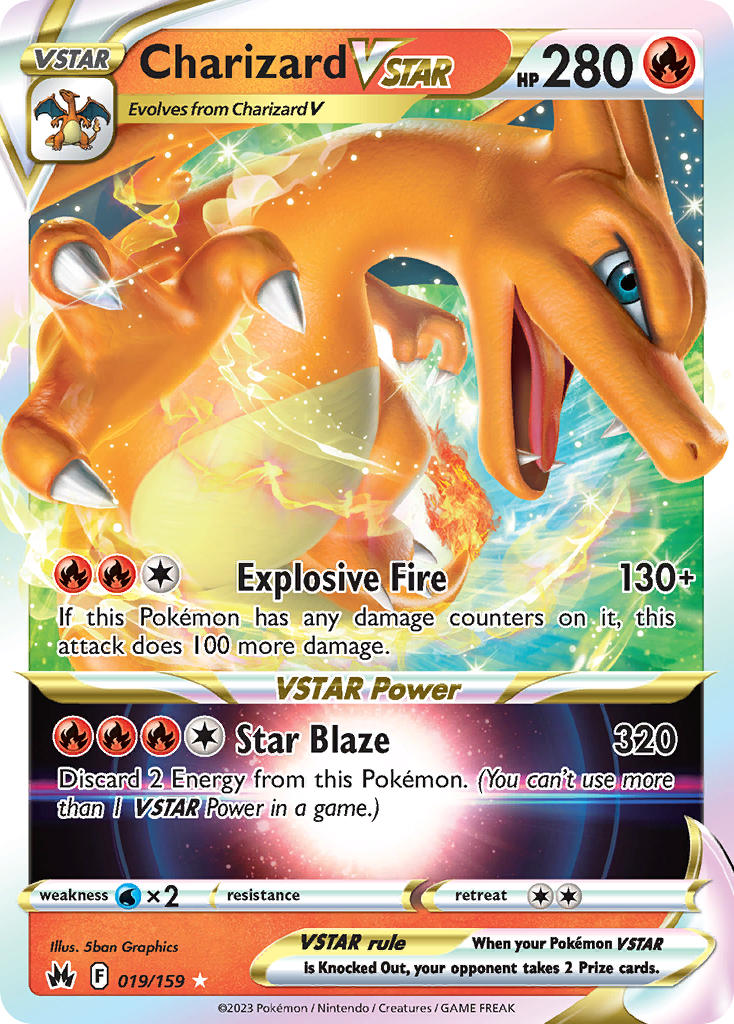 VSTAR
Charizard VSTAR
HP 280
Evolves from Charizard V
Explosive Fire 130+
If this Pokémon has any damage counters on it, this
attack does 100 more damage.
VSTAR Power
Star Blaze 320
Discard 2 Energy from this Pokémon. (You can't use more
than 1 VSTAR Power in a game.)
weakness ×2 resistance retreat
Illus. 5ban Graphics
VSTAR rule When your Pokémon VSTAR
is Knocked Out, your opponent takes 2 Prize cards.
F 019/159 ★
©2023 Pokémon / Nintendo / Creatures / GAME FREAK